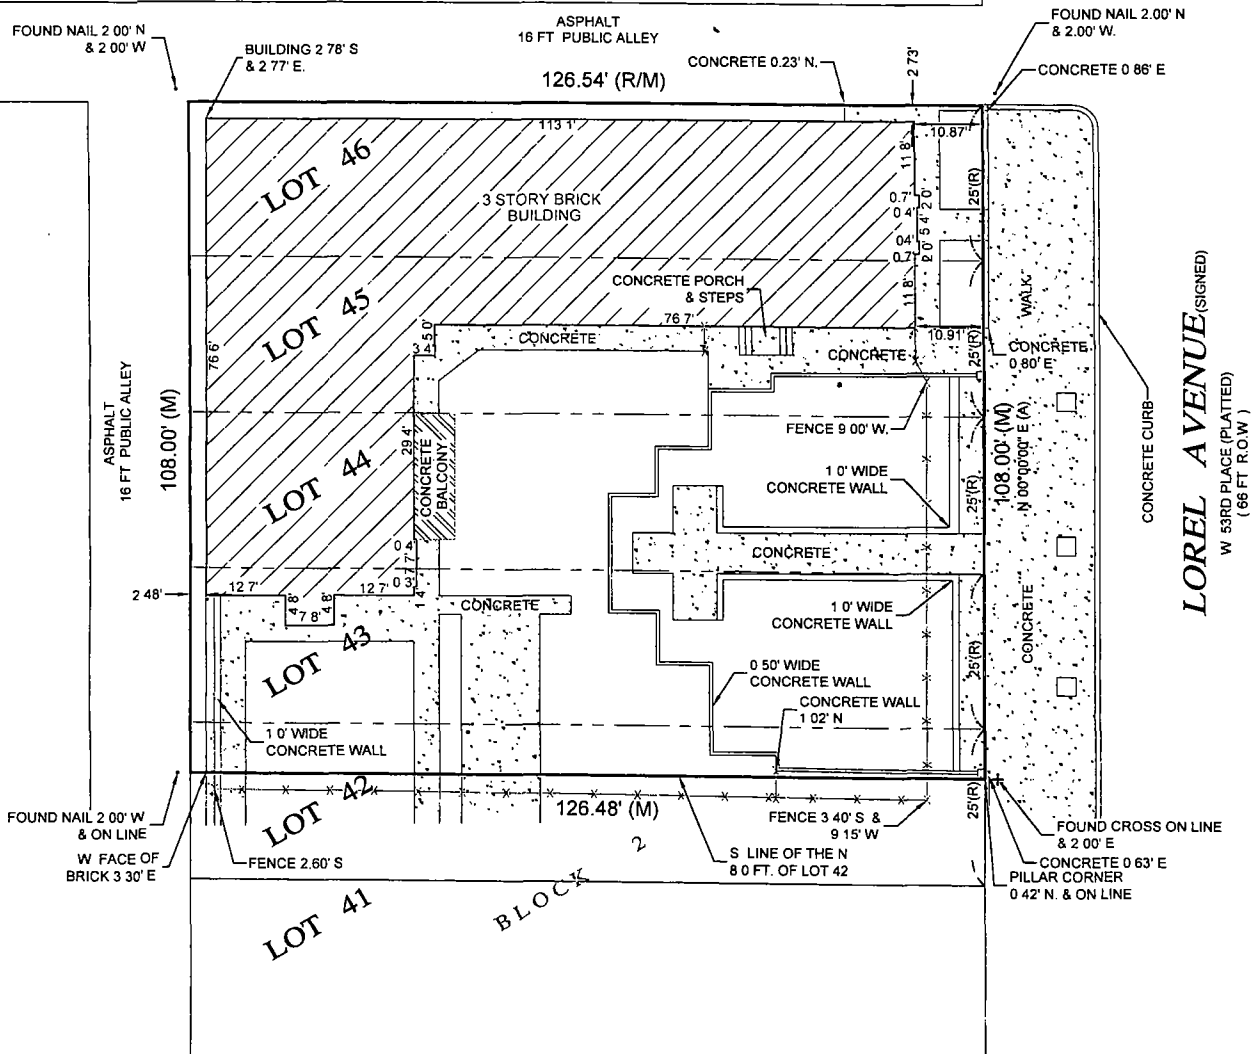 ASPHALT
16 FT PUBLIC ALLEY
FOUND NAIL 2 00' N
& 2 00' W
BUILDING 2 78' S
& 2 77' E.
126.54' (R/M)
CONCRETE 0.23' N.
2 73'
FOUND NAIL 2.00' N
& 2.00' W.
CONCRETE 0 86' E
113 1'
10.87'
LOT 46
3 STORY BRICK
BUILDING
11 8'
25'(R)
0.7'
0 4'
2 0'
5 4'
04'
0.7'
2 0'
11 8'
CONCRETE PORCH
& STEPS
76 7'
WALK
LOT 45
5 0'
3 4'
CONCRETE
CONCRETE
10.91'
25'(R)
CONCRETE
0 80' E
76 6'
ASPHALT
16 FT PUBLIC ALLEY
108.00' (M)
29 4'
CONCRETE
BALCONY
FENCE 9 00' W.
108.00' (M)
N 00°00'00" E (A)
CONCRETE CURB
LOREL AVENUE (SIGNED)
W 53RD PLACE (PLATTED)
( 66 FT R.O.W )
LOT 44
1 0' WIDE
CONCRETE WALL
25'(R)
0 4'
7 7'
0 3'
1 4'
CONCRETE
2 48'
12 7'
4 8'
7 8'
4 8'
12 7'
CONCRETE
1 0' WIDE
CONCRETE WALL
CONCRETE
LOT 43
25'(R)
0 50' WIDE
CONCRETE WALL
CONCRETE WALL
1 02' N
1 0' WIDE
CONCRETE WALL
LOT 42
126.48' (M)
25'(R)
FOUND NAIL 2 00' W
& ON LINE
W FACE OF
BRICK 3 30' E
FENCE 2.60' S
FENCE 3 40' S &
9 15' W
FOUND CROSS ON LINE
& 2 00' E
CONCRETE 0 63' E
PILLAR CORNER
0 42' N. & ON LINE
S LINE OF THE N
8 0 FT. OF LOT 42
BLOCK 2
LOT 41